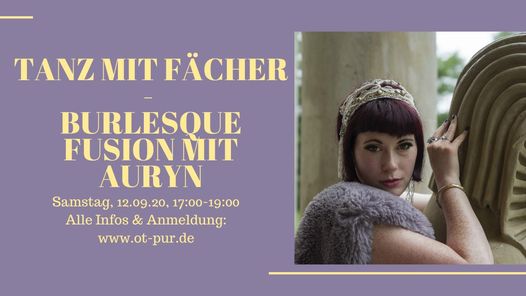 TANZ MIT FÄCHER
–
BURLESQUE
FUSION MIT
AURYN
Samstag, 12.09.20, 17:00-19:00
Alle Infos & Anmeldung:
www.ot-pur.de